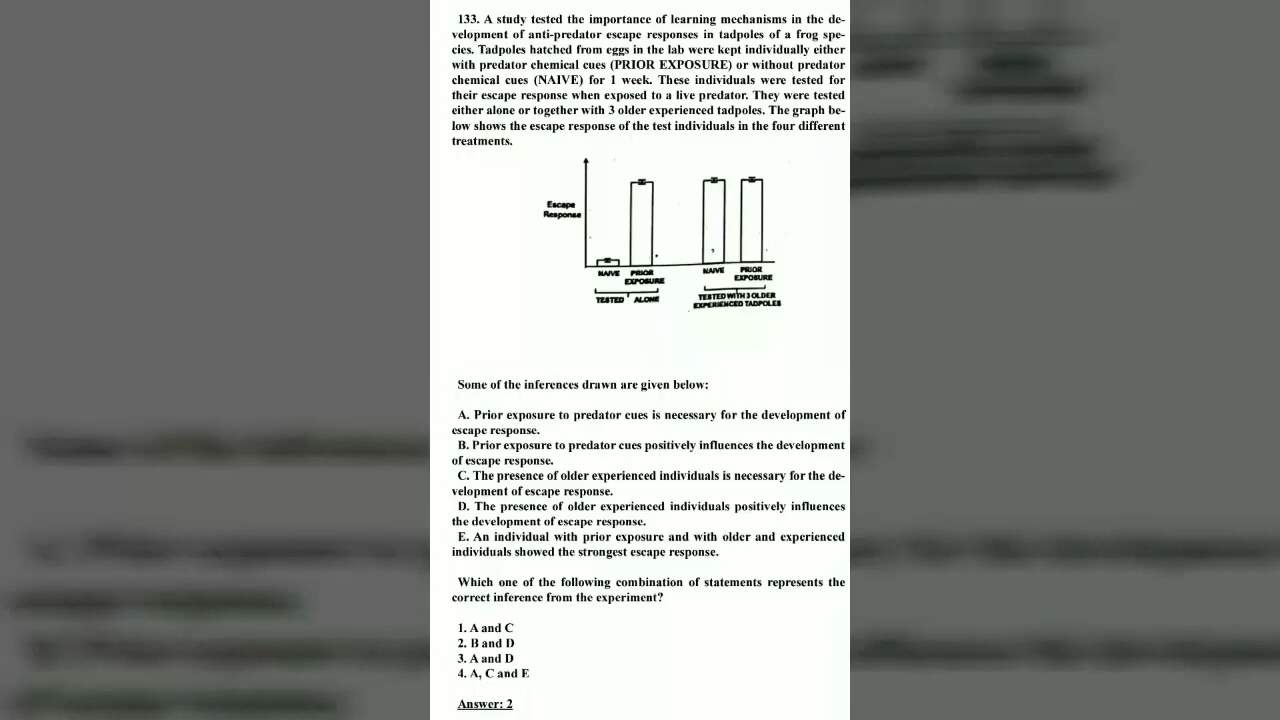 133. A study tested the importance of learning mechanisms in the de-
velopment of anti-predator escape responses in tadpoles of a frog spe-
cies. Tadpoles hatched from eggs in the lab were kept individually either
with predator chemical cues (PRIOR EXPOSURE) or without predator
chemical cues (NAIVE) for 1 week. These individuals were tested for
their escape response when exposed to a live predator. They were tested
either alone or together with 3 older experienced tadpoles. The graph be-
low shows the escape response of the test individuals in the four different
treatments.
Escape
Response
NAIVE PRIOR EXPOSURE NAIVE PRIOR EXPOSURE
TESTED ALONE
TESTED WITH 3 OLDER
EXPERIENCED TADPOLES
Some of the inferences drawn are given below:
A. Prior exposure to predator cues is necessary for the development of
escape response.
B. Prior exposure to predator cues positively influences the development
of escape response.
C. The presence of older experienced individuals is necessary for the de-
velopment of escape response.
D. The presence of older experienced individuals positively influences
the development of escape response.
E. An individual with prior exposure and with older and experienced
individuals showed the strongest escape response.
Which one of the following combination of statements represents the
correct inference from the experiment?
1. A and C
2. B and D
3. A and D
4. A, C and E
Answer: 2